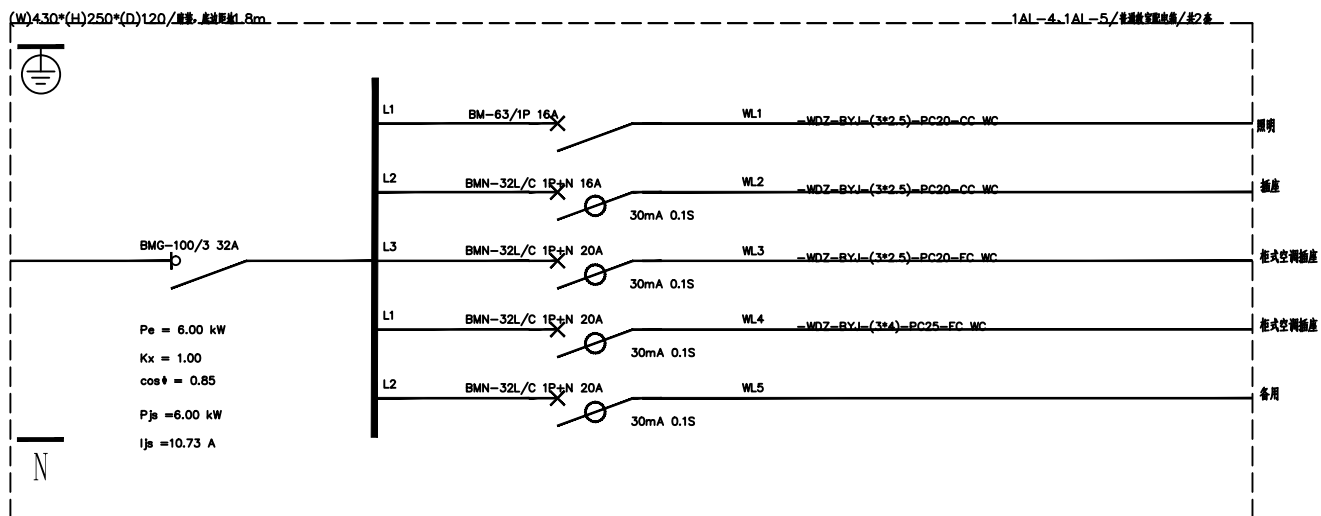 (W)430*(H)250*(D)120/暗装，底边距地1.8m
1AL-4、1AL-5/普通教室配电箱/共2台
L1 BM-63/1P 16A WL1 -WDZ-BYJ-(3*2.5)-PC20-CC WC 照明
L2 BMN-32L/C 1P+N 16A WL2 -WDZ-BYJ-(3*2.5)-PC20-CC WC 插座
30mA 0.1S
BMG-100/3 32A
L3 BMN-32L/C 1P+N 20A WL3 -WDZ-BYJ-(3*2.5)-PC20-FC WC 柜式空调插座
30mA 0.1S
L1 BMN-32L/C 1P+N 20A WL4 -WDZ-BYJ-(3*4)-PC25-FC WC 柜式空调插座
30mA 0.1S
L2 BMN-32L/C 1P+N 20A WL5 备用
30mA 0.1S
Pe = 6.00 kW
Kx = 1.00
cosΦ = 0.85
Pjs =6.00 kW
Ijs =10.73 A
N